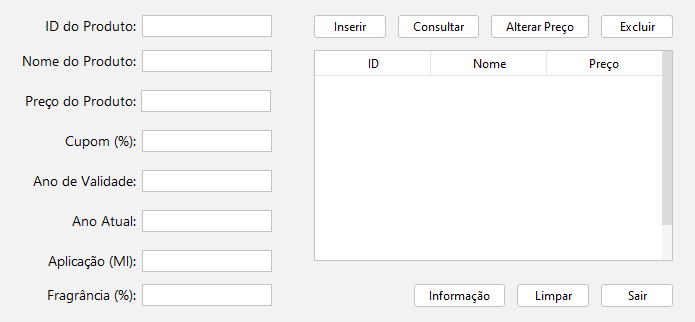 ID do Produto:
Nome do Produto:
Preço do Produto:
Cupom (%):
Ano de Validade:
Ano Atual:
Aplicação (Ml):
Fragrância (%):
Inserir Consultar Alterar Preço Excluir
ID Nome Preço
Informação Limpar Sair